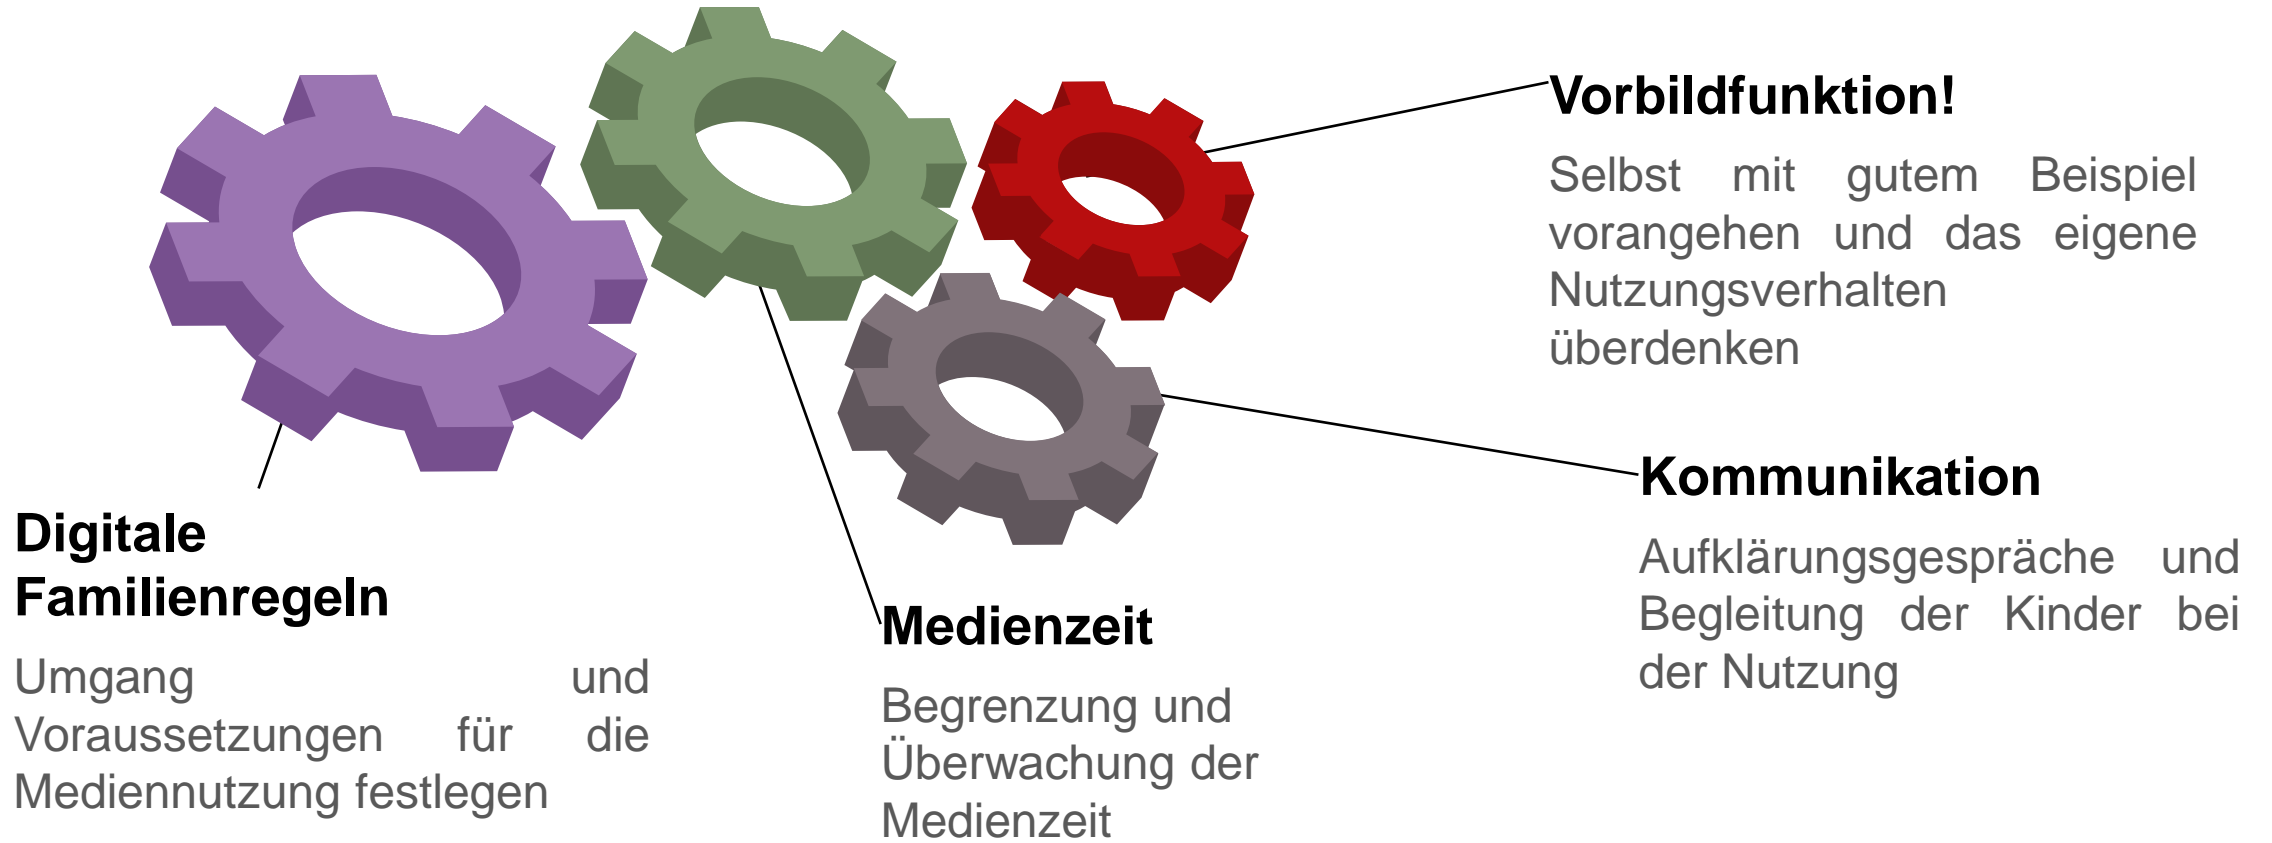 Vorbildfunktion!
Selbst mit gutem Beispiel
vorangehen und das eigene
Nutzungsverhalten
überdenken
Kommunikation
Aufklärungsgespräche und
Begleitung der Kinder bei
der Nutzung
Digitale
Familienregeln
Umgang und
Voraussetzungen für die
Mediennutzung festlegen
Medienzeit
Begrenzung und
Überwachung der
Medienzeit